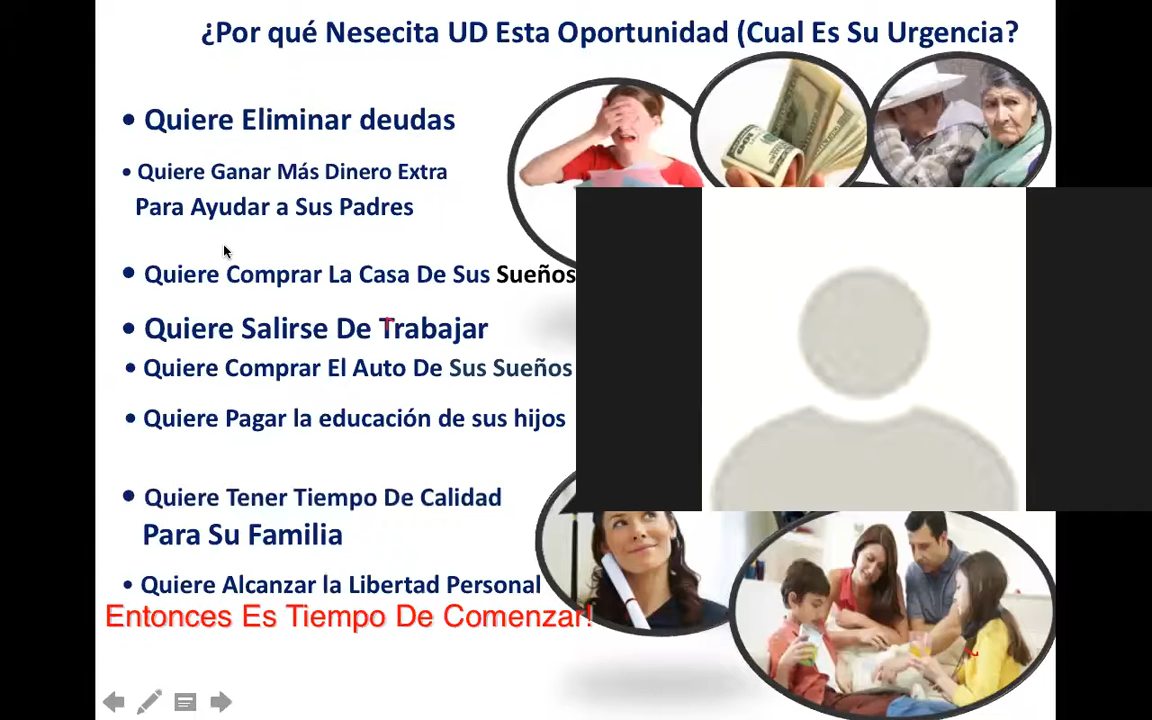 ¿Por qué Nesecita UD Esta Oportunidad (Cual Es Su Urgencia?
• Quiere Eliminar deudas
• Quiere Ganar Más Dinero Extra
Para Ayudar a Sus Padres
• Quiere Comprar La Casa De Sus Sueños
• Quiere Salirse De Trabajar
• Quiere Comprar El Auto De Sus Sueños
• Quiere Pagar la educación de sus hijos
• Quiere Tener Tiempo De Calidad
Para Su Familia
• Quiere Alcanzar la Libertad Personal
Entonces Es Tiempo De Comenzar!